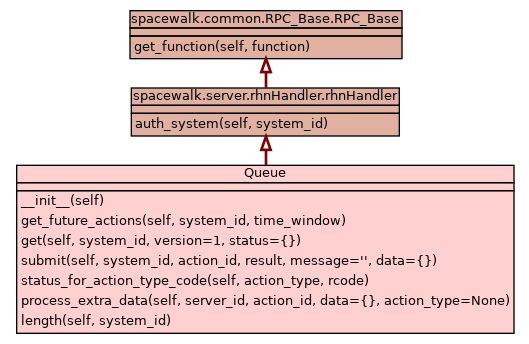 spacewalk.common.RPC_Base.RPC_Base
get_function(self, function)
spacewalk.server.rhnHandler.rhnHandler
auth_system(self, system_id)
Queue
__init__(self)
get_future_actions(self, system_id, time_window)
get(self, system_id, version=1, status={})
submit(self, system_id, action_id, result, message='', data={})
status_for_action_type_code(self, action_type, rcode)
process_extra_data(self, server_id, action_id, data={}, action_type=None)
length(self, system_id)